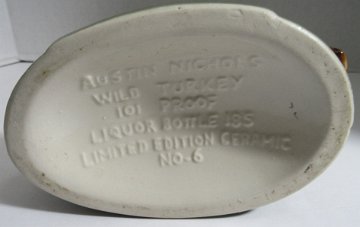 AUSTIN NICHOLS
WILD TURKEY
101 PROOF
LIQUOR BOTTLE 185
LIMITED EDITION CERAMIC
NO-6